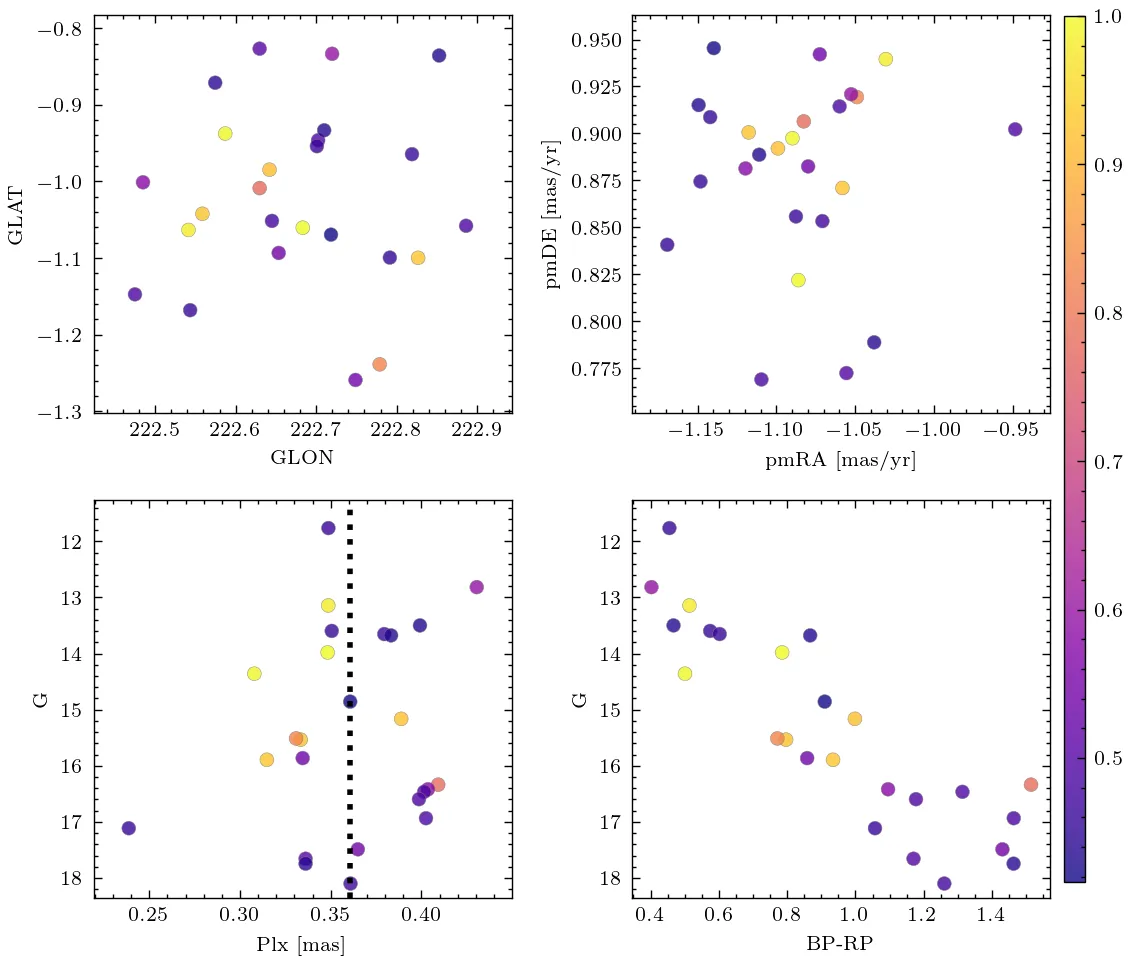 −0.8
−0.9
−1.0
−1.1
−1.2
−1.3
GLAT
222.5 222.6 222.7 222.8 222.9
GLON
0.950
0.925
0.900
0.875
0.850
0.825
0.800
0.775
pmDE [mas/yr]
−1.15 −1.10 −1.05 −1.00 −0.95
pmRA [mas/yr]
12
13
14
15
16
17
18
G
0.25 0.30 0.35 0.40
Plx [mas]
12
13
14
15
16
17
18
G
0.4 0.6 0.8 1.0 1.2 1.4
BP-RP
1.0
0.9
0.8
0.7
0.6
0.5